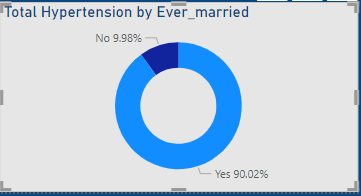 Total Hypertension by Ever_married
No 9.98%
Yes 90.02%